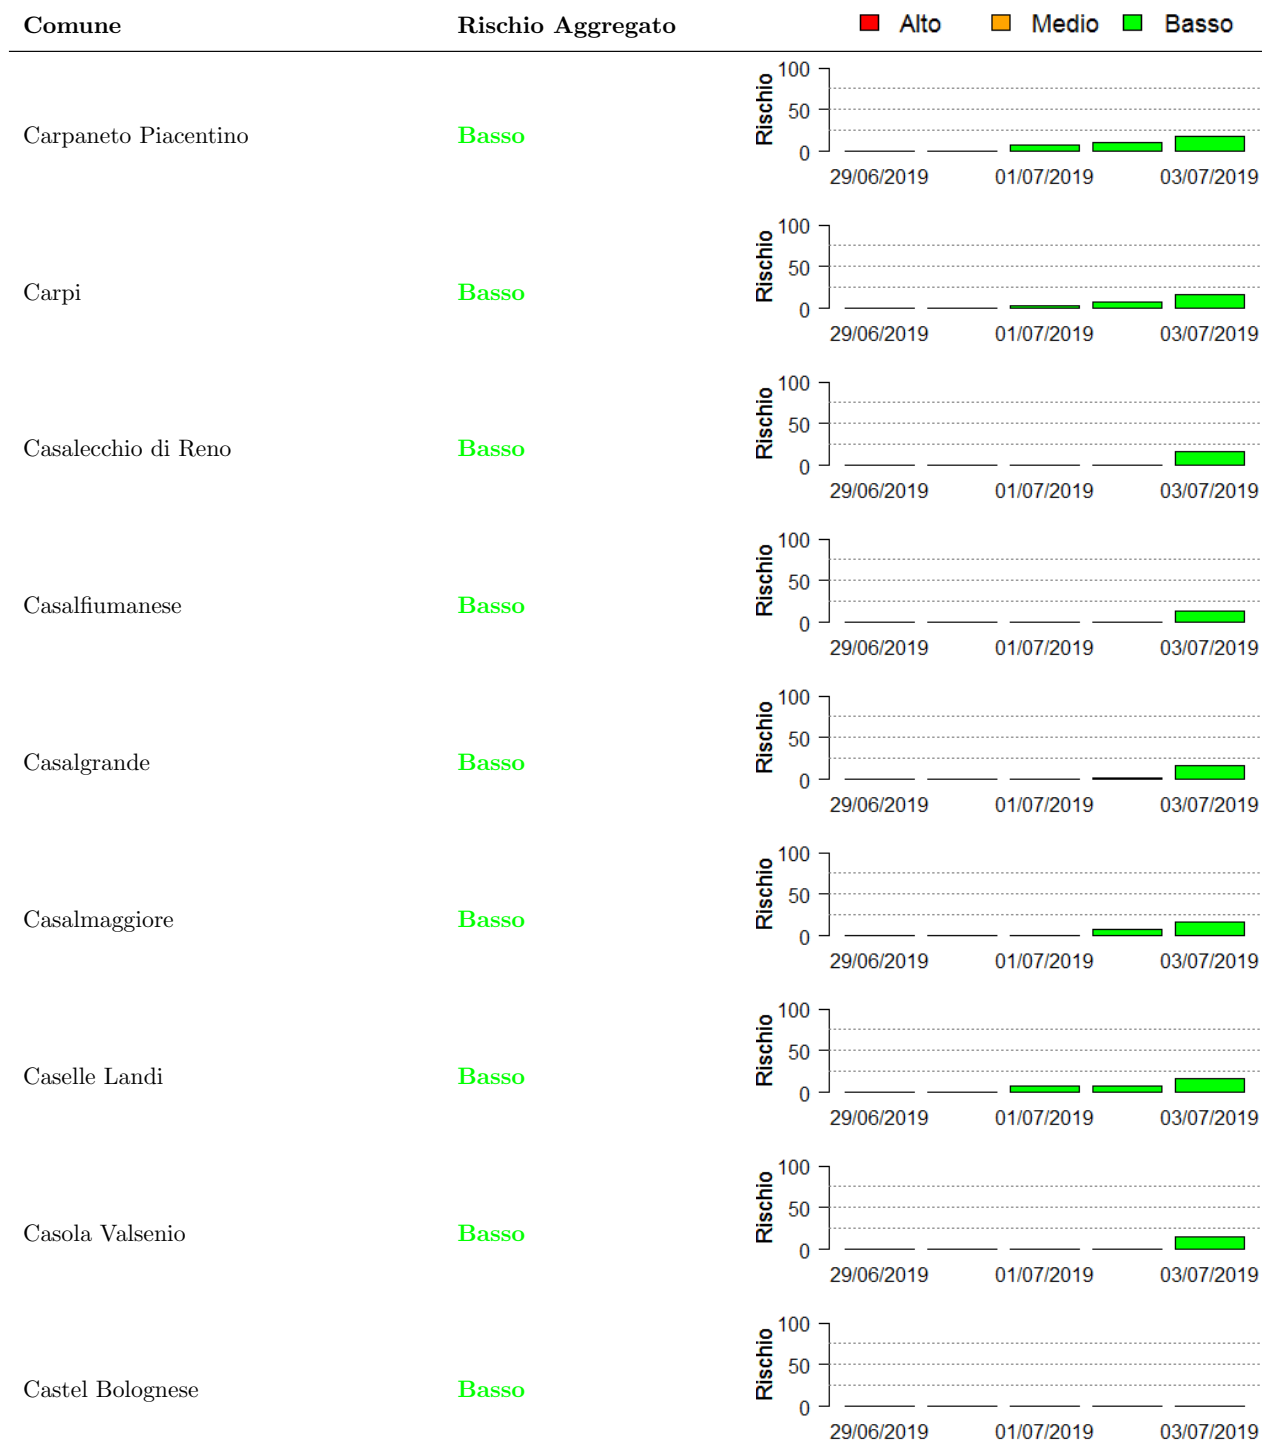 Comune Rischio Aggregato Alto Medio Basso
100
50
0
Rischio
Carpaneto Piacentino Basso
29/06/2019 01/07/2019 03/07/2019
100
50
0
Rischio
Carpi Basso
29/06/2019 01/07/2019 03/07/2019
100
50
0
Rischio
Casalecchio di Reno Basso
29/06/2019 01/07/2019 03/07/2019
100
50
0
Rischio
Casalfiumanese Basso
29/06/2019 01/07/2019 03/07/2019
100
50
0
Rischio
Casalgrande Basso
29/06/2019 01/07/2019 03/07/2019
100
50
0
Rischio
Casalmaggiore Basso
29/06/2019 01/07/2019 03/07/2019
100
50
0
Rischio
Caselle Landi Basso
29/06/2019 01/07/2019 03/07/2019
100
50
0
Rischio
Casola Valsenio Basso
29/06/2019 01/07/2019 03/07/2019
100
50
0
Rischio
Castel Bolognese Basso
29/06/2019 01/07/2019 03/07/2019